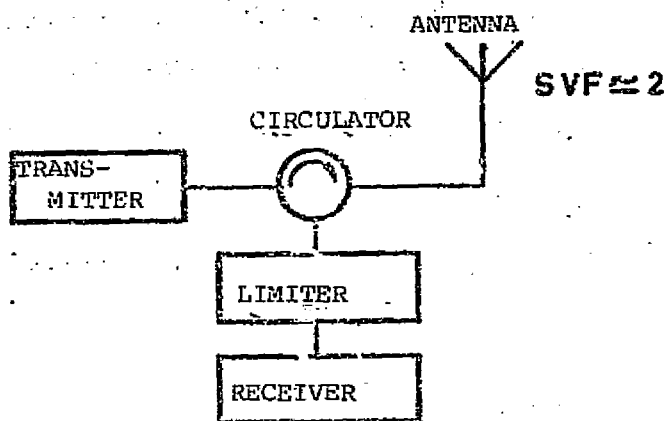 ANTENNA
SVF≃2
CIRCULATOR
TRANS-
MITTER
LIMITER
RECEIVER